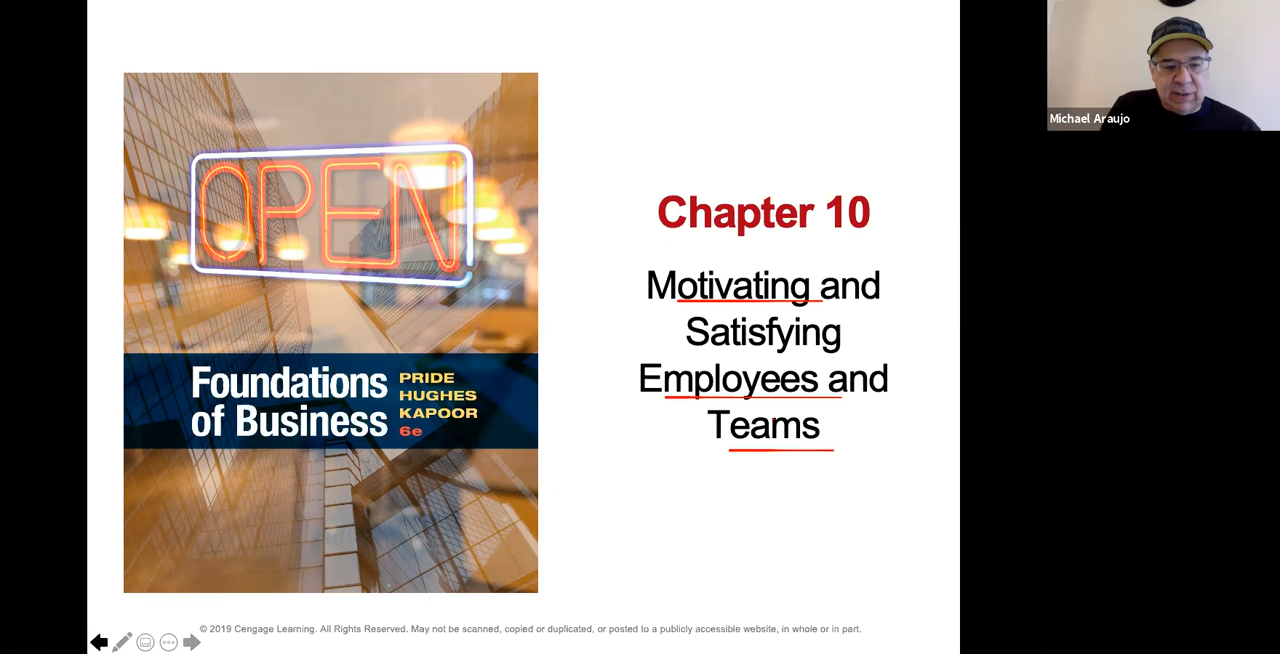 OPEN
Foundations
of Business
PRIDE
HUGHES
KAPOOR
6e
Chapter 10
Motivating and
Satisfying
Employees and
Teams
Michael Araujo
© 2019 Cengage Learning. All Rights Reserved. May not be scanned, copied or duplicated, or posted to a publicly accessible website, in whole or in part.